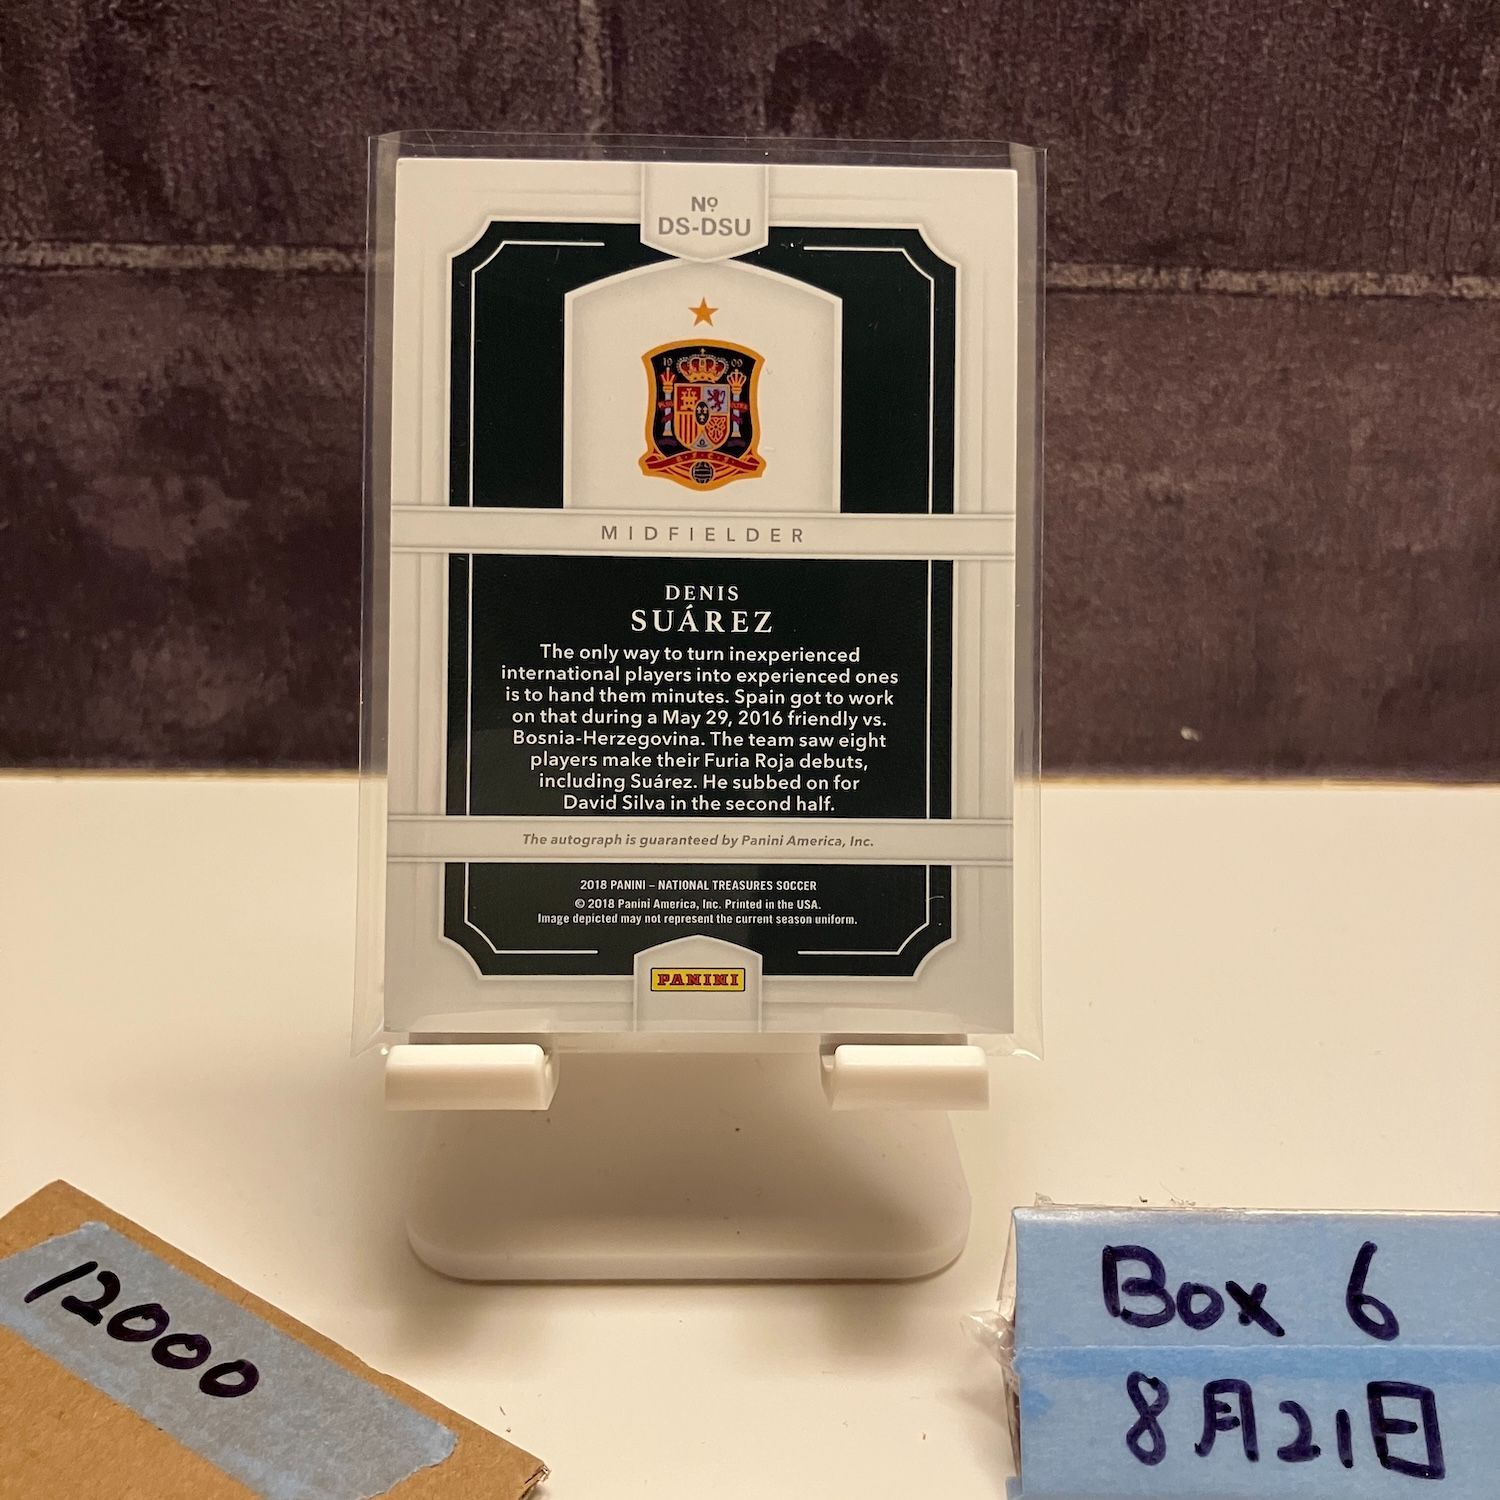 Nº
DS-DSU
19 09
MIDFIELDER
DENIS
SUÁREZ
The only way to turn inexperienced
international players into experienced ones
is to hand them minutes. Spain got to work
on that during a May 29, 2016 friendly vs.
Bosnia-Herzegovina. The team saw eight
players make their Furia Roja debuts,
including Suárez. He subbed on for
David Silva in the second half.
The autograph is guaranteed by Panini America, Inc.
2018 PANINI – NATIONAL TREASURES SOCCER
© 2018 Panini America, Inc. Printed in the USA.
Image depicted may not represent the current season uniform.
PANINI
12000
Box 6
8月21日